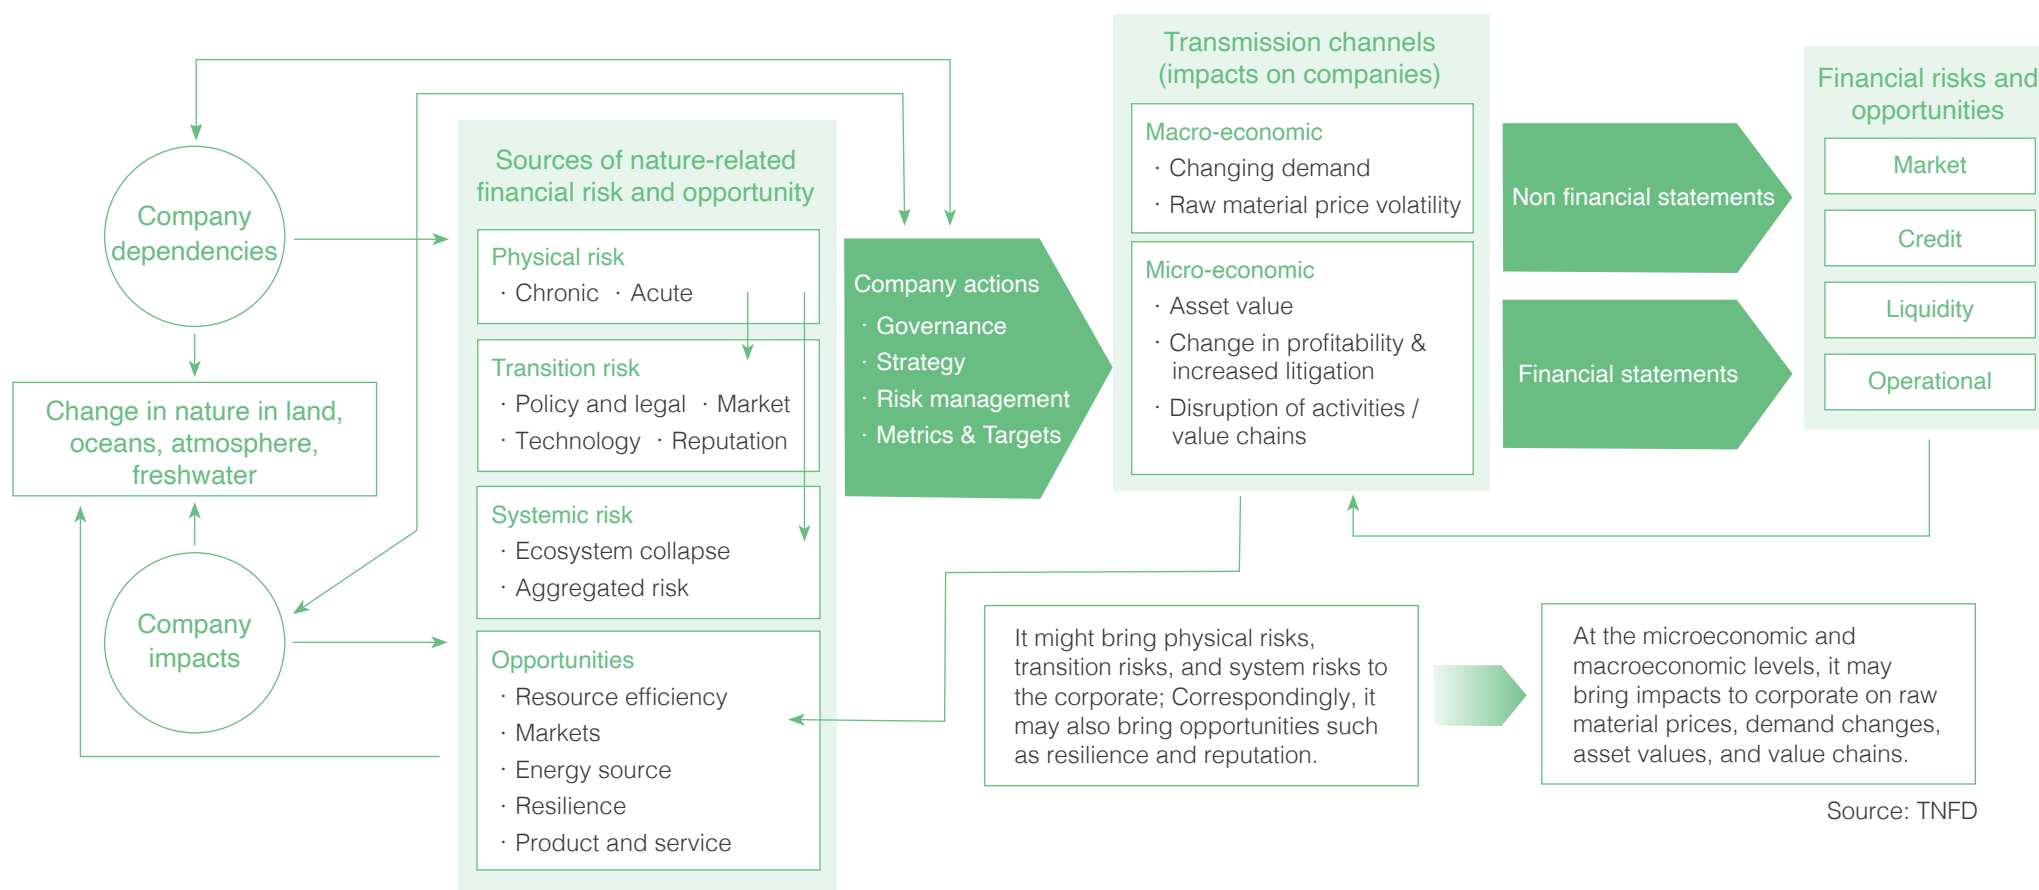 Company
dependencies
Change in nature in land,
oceans, atmosphere,
freshwater
Company
impacts
Sources of nature-related
financial risk and opportunity
Physical risk
· Chronic · Acute
Transition risk
· Policy and legal · Market
· Technology · Reputation
Systemic risk
· Ecosystem collapse
· Aggregated risk
Opportunities
· Resource efficiency
· Markets
· Energy source
· Resilience
· Product and service
Company actions
· Governance
· Strategy
· Risk management
· Metrics & Targets
Transmission channels
(impacts on companies)
Macro-economic
· Changing demand
· Raw material price volatility
Micro-economic
· Asset value
· Change in profitability &
increased litigation
· Disruption of activities /
value chains
Non financial statements
Financial statements
Financial risks and
opportunities
Market
Credit
Liquidity
Operational
It might bring physical risks,
transition risks, and system risks to
the corporate; Correspondingly, it
may also bring opportunities such
as resilience and reputation.
At the microeconomic and
macroeconomic levels, it may
bring impacts to corporate on raw
material prices, demand changes,
asset values, and value chains.
Source: TNFD